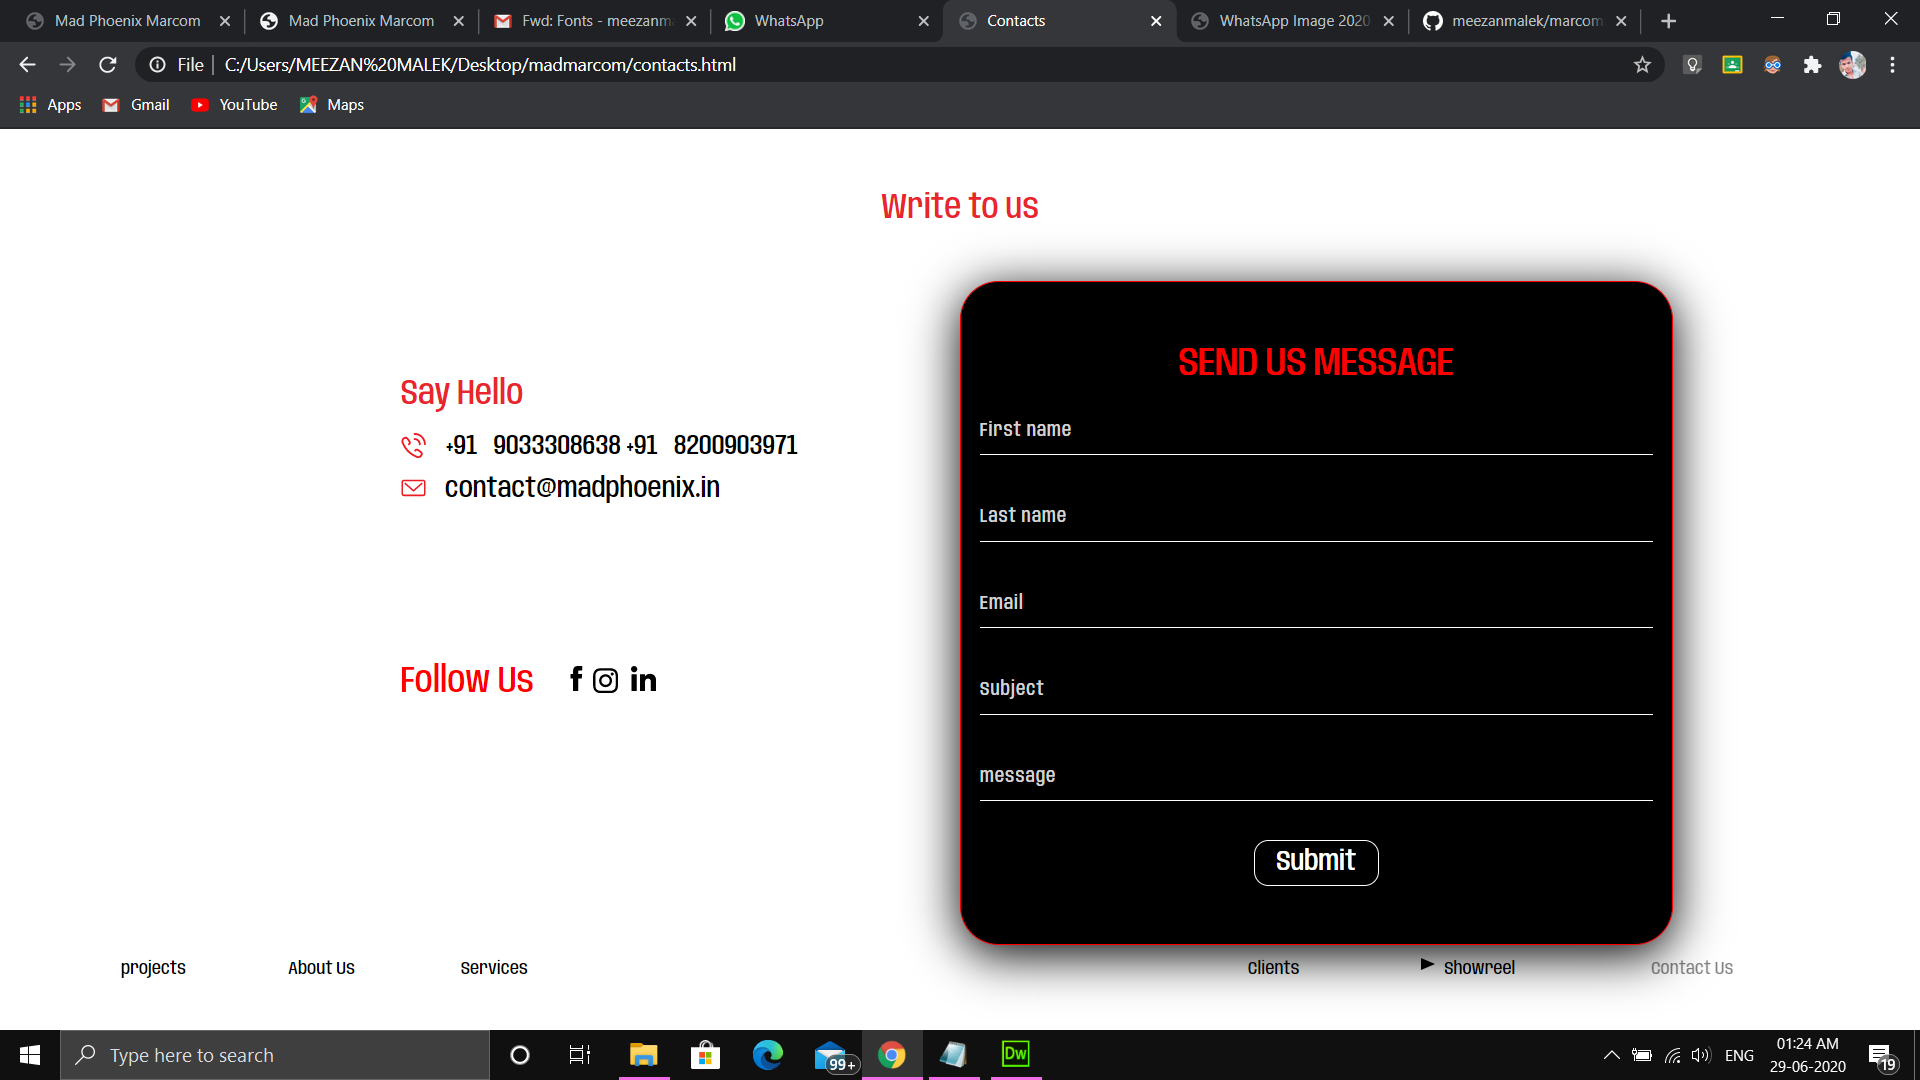 Mad Phoenix Marcom
Mad Phoenix Marcom
Fwd: Fonts - meezanma
WhatsApp
Contacts
WhatsApp Image 2020
meezanmalek/marcom
File
C:/Users/MEEZAN%20MALEK/Desktop/madmarcom/contacts.html
Apps
Gmail
YouTube
Maps
Write to us
Say Hello
+91 9033308638 +91 8200903971
contact@madphoenix.in
Follow Us
SEND US MESSAGE
First name
Last name
Email
Subject
message
Submit
projects
About Us
Services
Clients
Showreel
Contact Us
Type here to search
99+
Dw
ENG
01:24 AM
29-06-2020
19